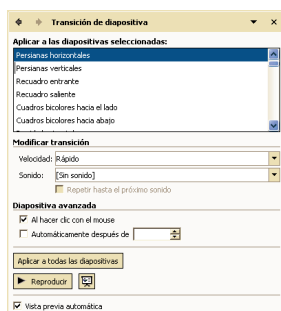 Transición de diapositiva
Aplicar a las diapositivas seleccionadas:
Persianas horizontales
Persianas verticales
Recuadro entrante
Recuadro saliente
Cuadros bicolores hacia el lado
Cuadros bicolores hacia abajo
Modificar transición
Velocidad: Rápido
Sonido: [Sin sonido]
Repetir hasta el próximo sonido
Diapositiva avanzada
Al hacer clic con el mouse
Automáticamente después de
Aplicar a todas las diapositivas
Reproducir
Vista previa automática